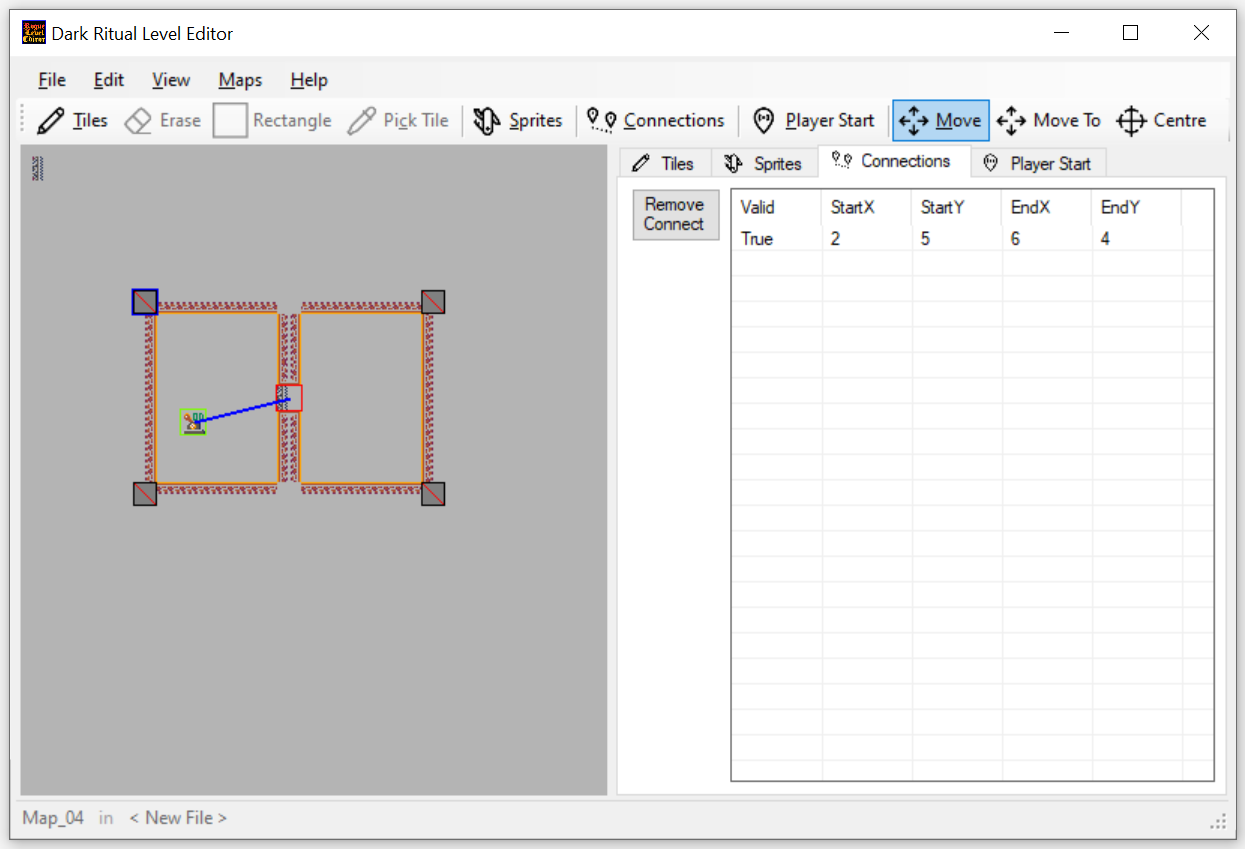 Dark Ritual Level Editor
File Edit View Maps Help
Tiles Erase Rectangle Pick Tile Sprites Connections Player Start Move Move To Centre
Tiles Sprites Connections Player Start
Remove
Connect
Valid StartX StartY EndX EndY
True 2 5 6 4
Map_04 in < New File >